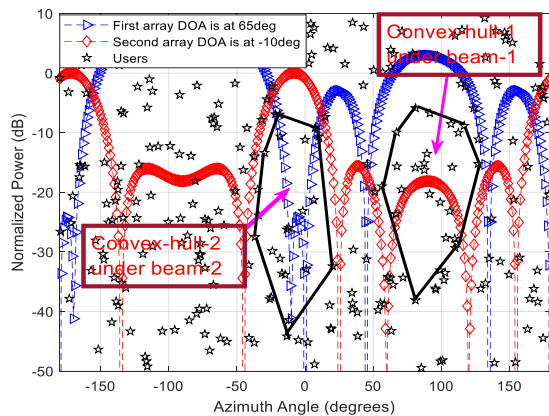 First array DOA is at 65deg
Second array DOA is at -10deg
Users
Convex-hull-1
under beam-1
Convex-hull-2
under beam-2
10
0
-10
-20
-30
-40
-50
Normalized Power (dB)
-150
-100
-50
0
50
100
150
Azimuth Angle (degrees)